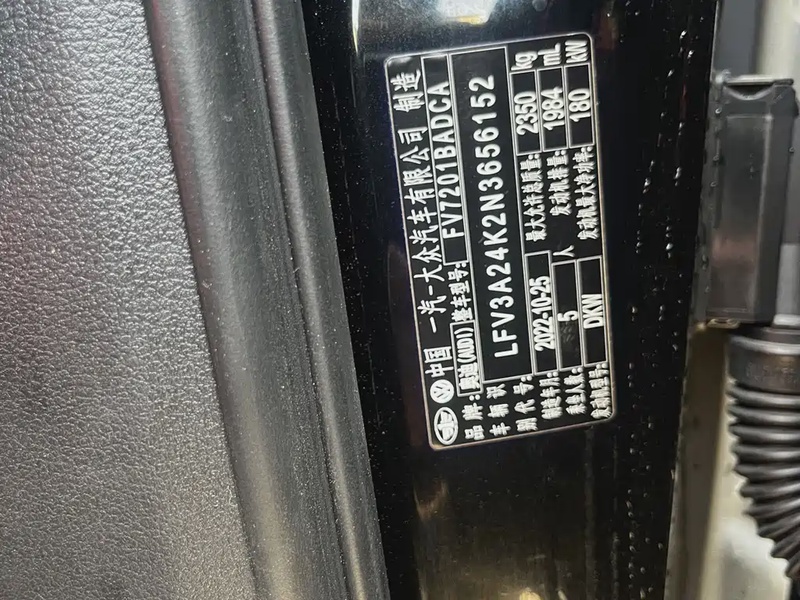 中国 一汽-大众汽车有限公司 制造
品牌: 奥迪(AUDI) 整车型号: FV7201BADCA
车辆识别代号: LFV3A24K2N3656152
制造年月: 2022-10-25 最大允许总质量: 2350 kg
乘坐人数: 5 人 发动机排量: 1984 mL
发动机型号: DKW 发动机最大净功率: 180 kW